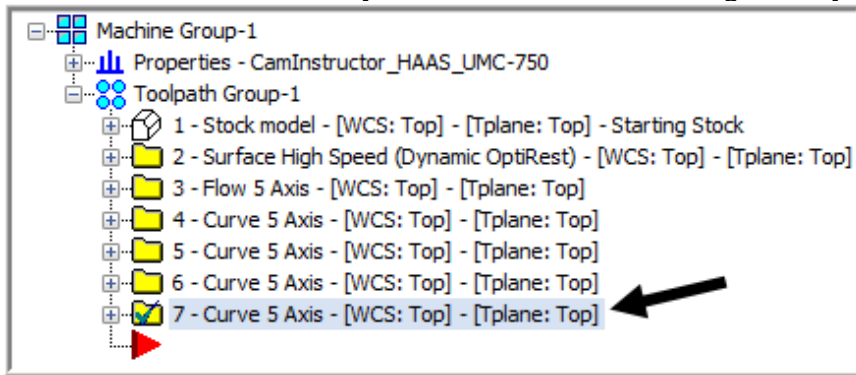 Machine Group-1
Properties - CamInstructor_HAAS_UMC-750
Toolpath Group-1
1 - Stock model - [WCS: Top] - [Tplane: Top] - Starting Stock
2 - Surface High Speed (Dynamic OptiRest) - [WCS: Top] - [Tplane: Top]
3 - Flow 5 Axis - [WCS: Top] - [Tplane: Top]
4 - Curve 5 Axis - [WCS: Top] - [Tplane: Top]
5 - Curve 5 Axis - [WCS: Top] - [Tplane: Top]
6 - Curve 5 Axis - [WCS: Top] - [Tplane: Top]
7 - Curve 5 Axis - [WCS: Top] - [Tplane: Top]